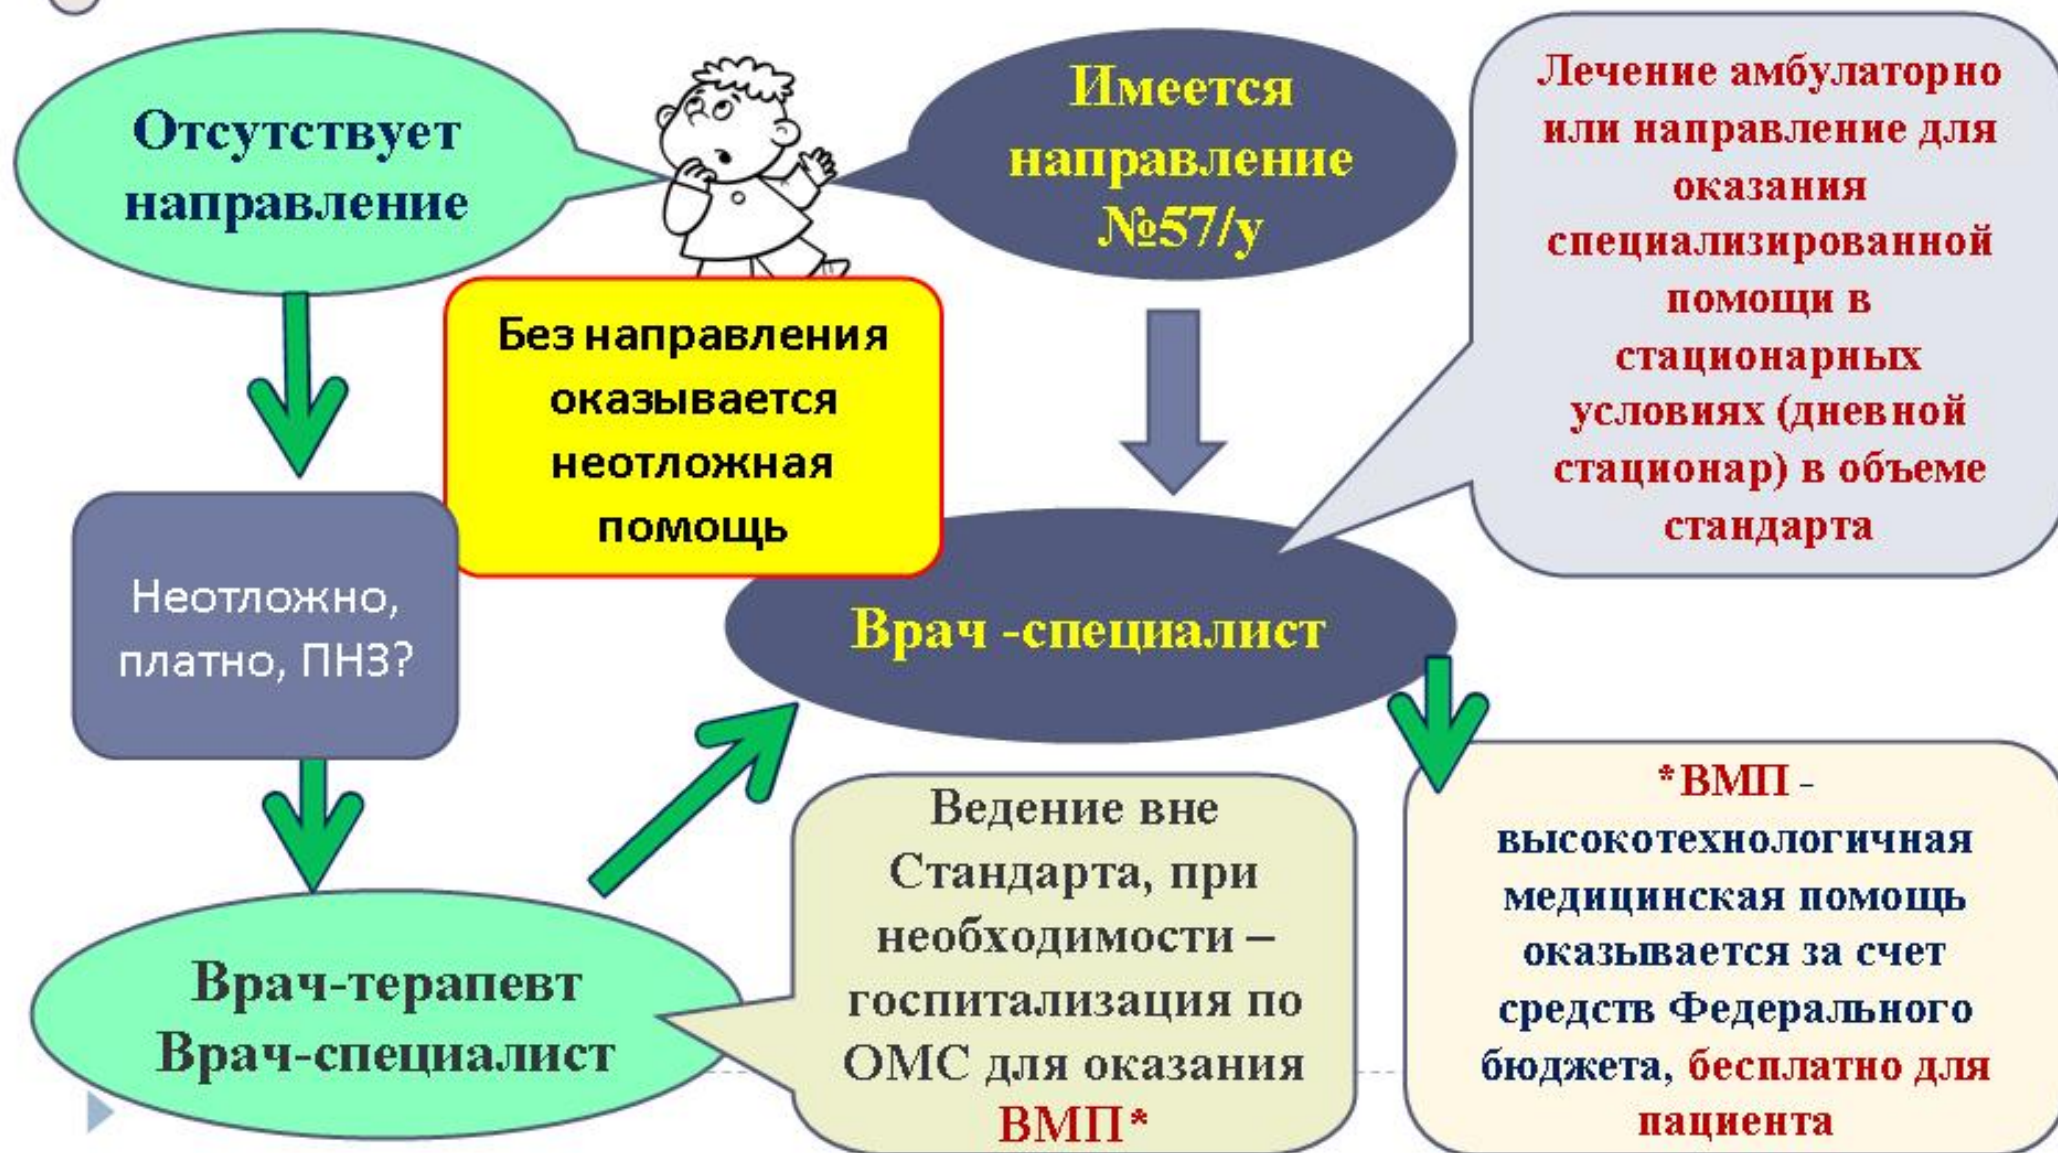 Отсутствует
направление
Имеется
направление
№57/у
Лечение амбулаторно
или направление для
оказания
специализированной
помощи в
стационарных
условиях (дневной
стационар) в объеме
стандарта
Без направления
оказывается
неотложная
помощь
Неотложно,
платно, ПНЗ?
Врач -специалист
Врач-терапевт
Врач-специалист
Ведение вне
Стандарта, при
необходимости –
госпитализация по
ОМС для оказания
ВМП*
*ВМП -
высокотехнологичная
медицинская помощь
оказывается за счет
средств Федерального
бюджета, бесплатно для
пациента